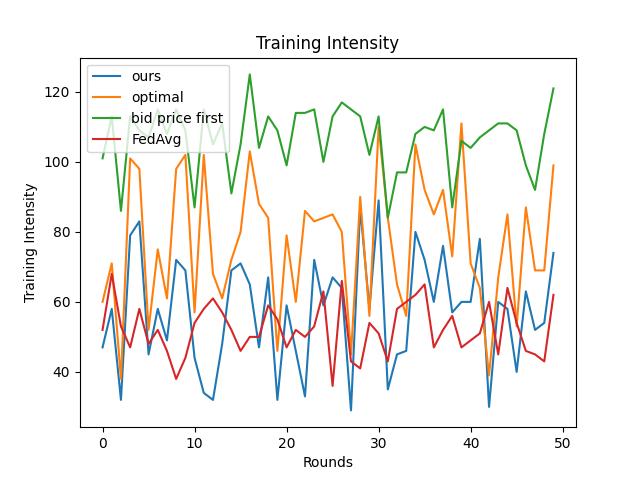 Training Intensity
ours
optimal
bid price first
FedAvg
Training Intensity
120
100
80
60
40
0
10
20
30
40
50
Rounds